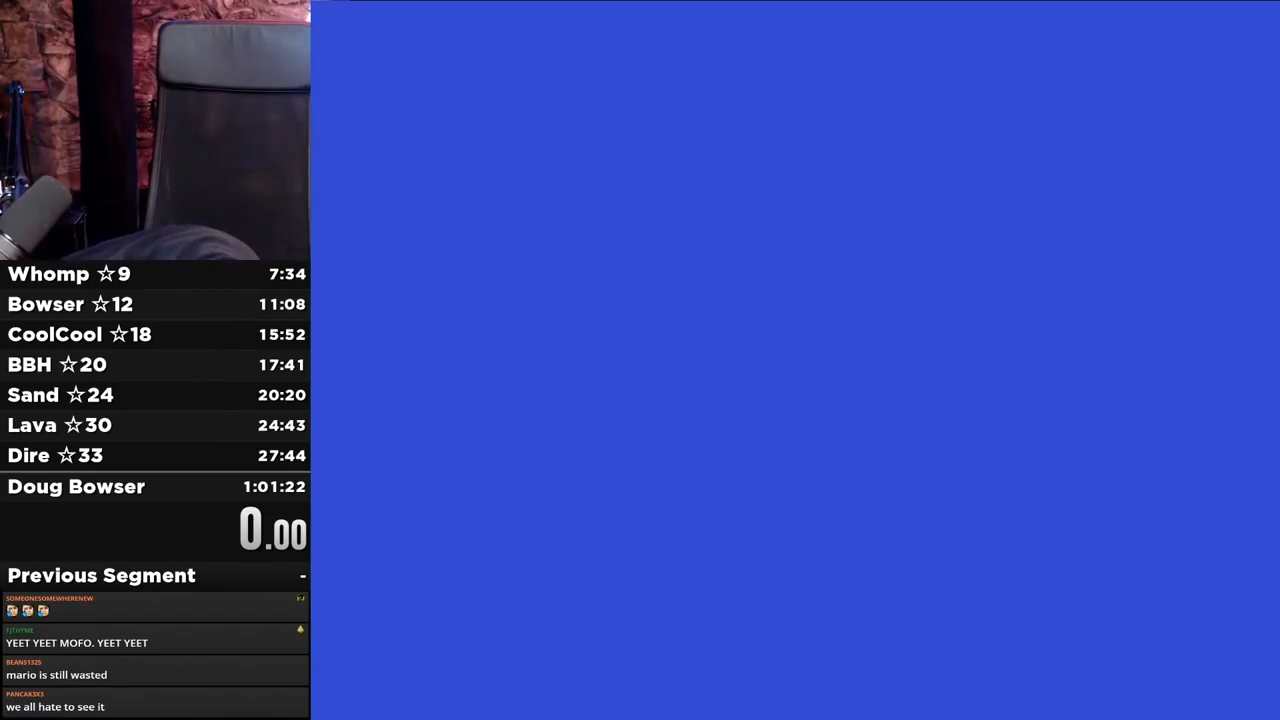 Whomp ☆9 7:34
Bowser ☆12 11:08
CoolCool ☆18 15:52
BBH ☆20 17:41
Sand ☆24 20:20
Lava ☆30 24:43
Dire ☆33 27:44
Doug Bowser 1:01:22
0.00
Previous Segment -
SOMEONESOMEWHERENEW
FJTHYME
YEET YEET MOFO. YEET YEET
BEANS1325
mario is still wasted
PANCAK3X3
we all hate to see it